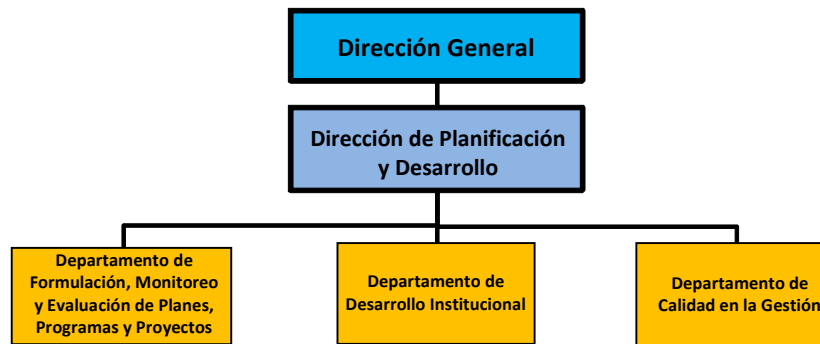 Dirección General
Dirección de Planificación
y Desarrollo
Departamento de
Formulación, Monitoreo
y Evaluación de Planes,
Programas y Proyectos
Departamento de
Desarrollo Institucional
Departamento de
Calidad en la Gestión